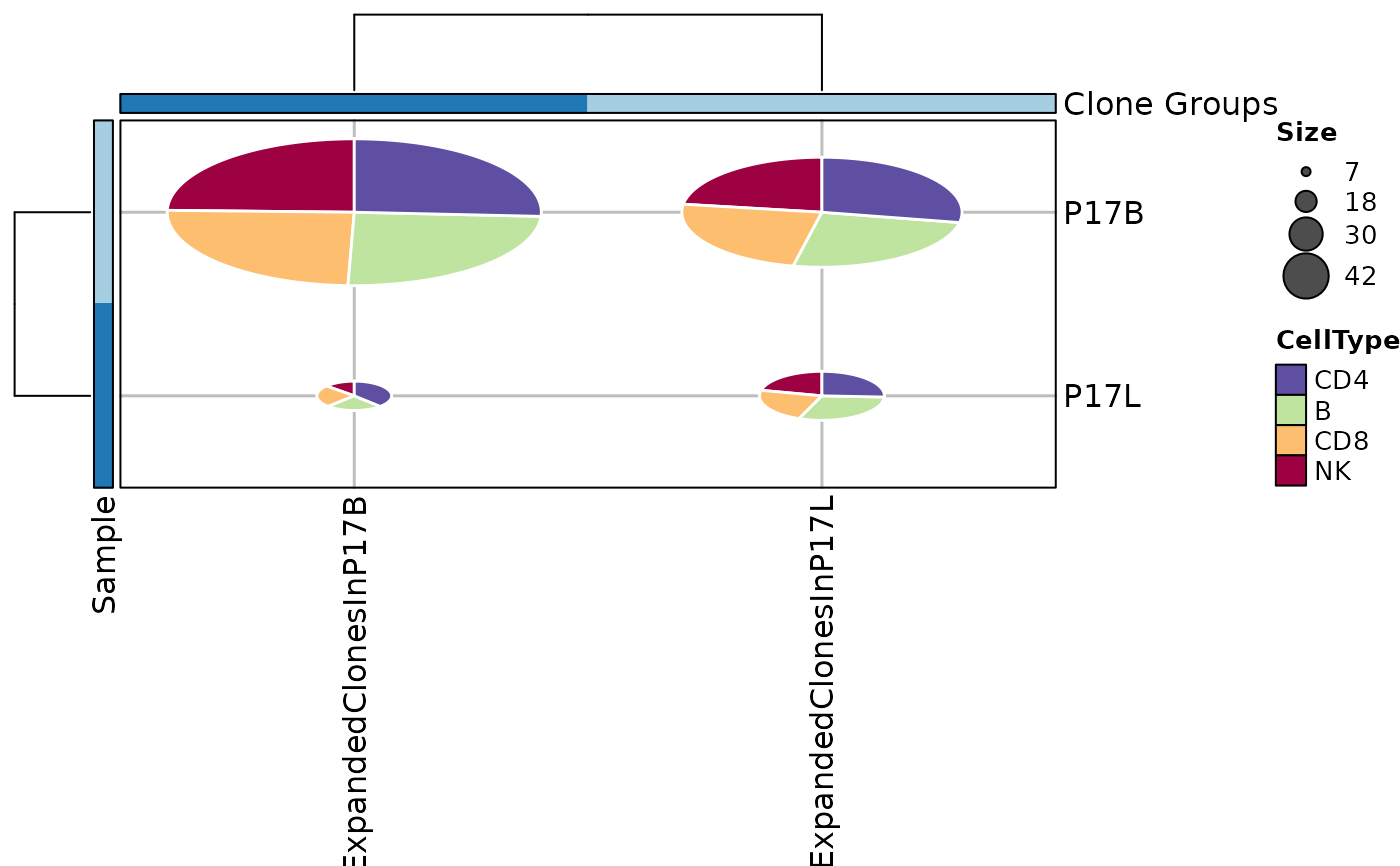 Clone Groups
Size
7
18
30
42
P17B
P17L
CellType
CD4
B
CD8
NK
Sample
ExpandedClonesInP17B
ExpandedClonesInP17L